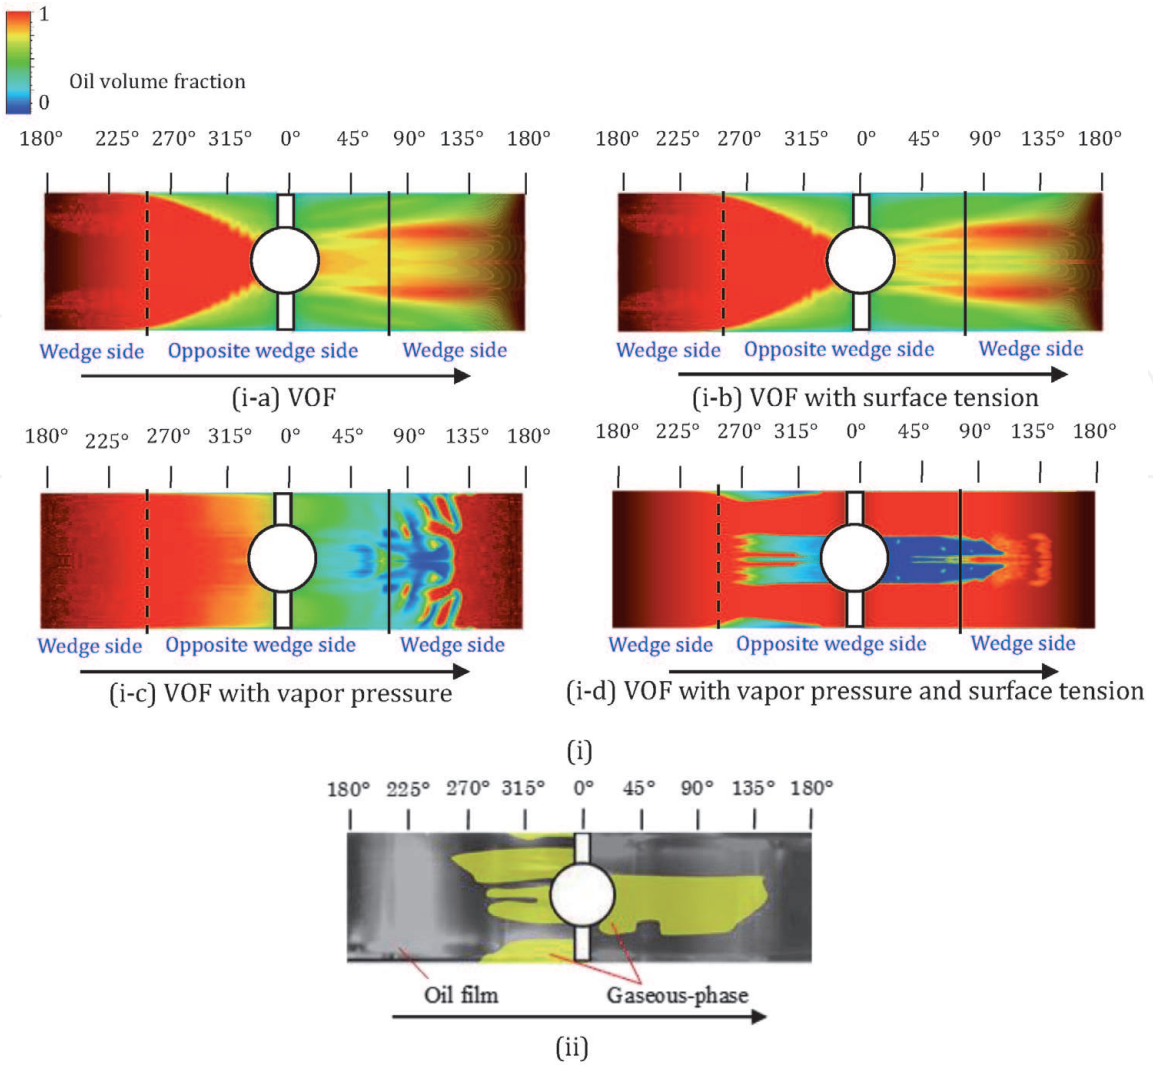 1
Oil volume fraction
0
180° 225° 270° 315° 0° 45° 90° 135° 180°
180° 225° 270° 315° 0° 45° 90° 135° 180°
Wedge side Opposite wedge side Wedge side
Wedge side Opposite wedge side Wedge side
(i-a) VOF
(i-b) VOF with surface tension
180° 225° 270° 315° 0° 45° 90° 135° 180°
180° 225° 270° 315° 0° 45° 90° 135° 180°
Wedge side Opposite wedge side Wedge side
Wedge side Opposite wedge side Wedge side
(i-c) VOF with vapor pressure
(i-d) VOF with vapor pressure and surface tension
(i)
180° 225° 270° 315° 0° 45° 90° 135° 180°
Oil film
Gaseous-phase
(ii)